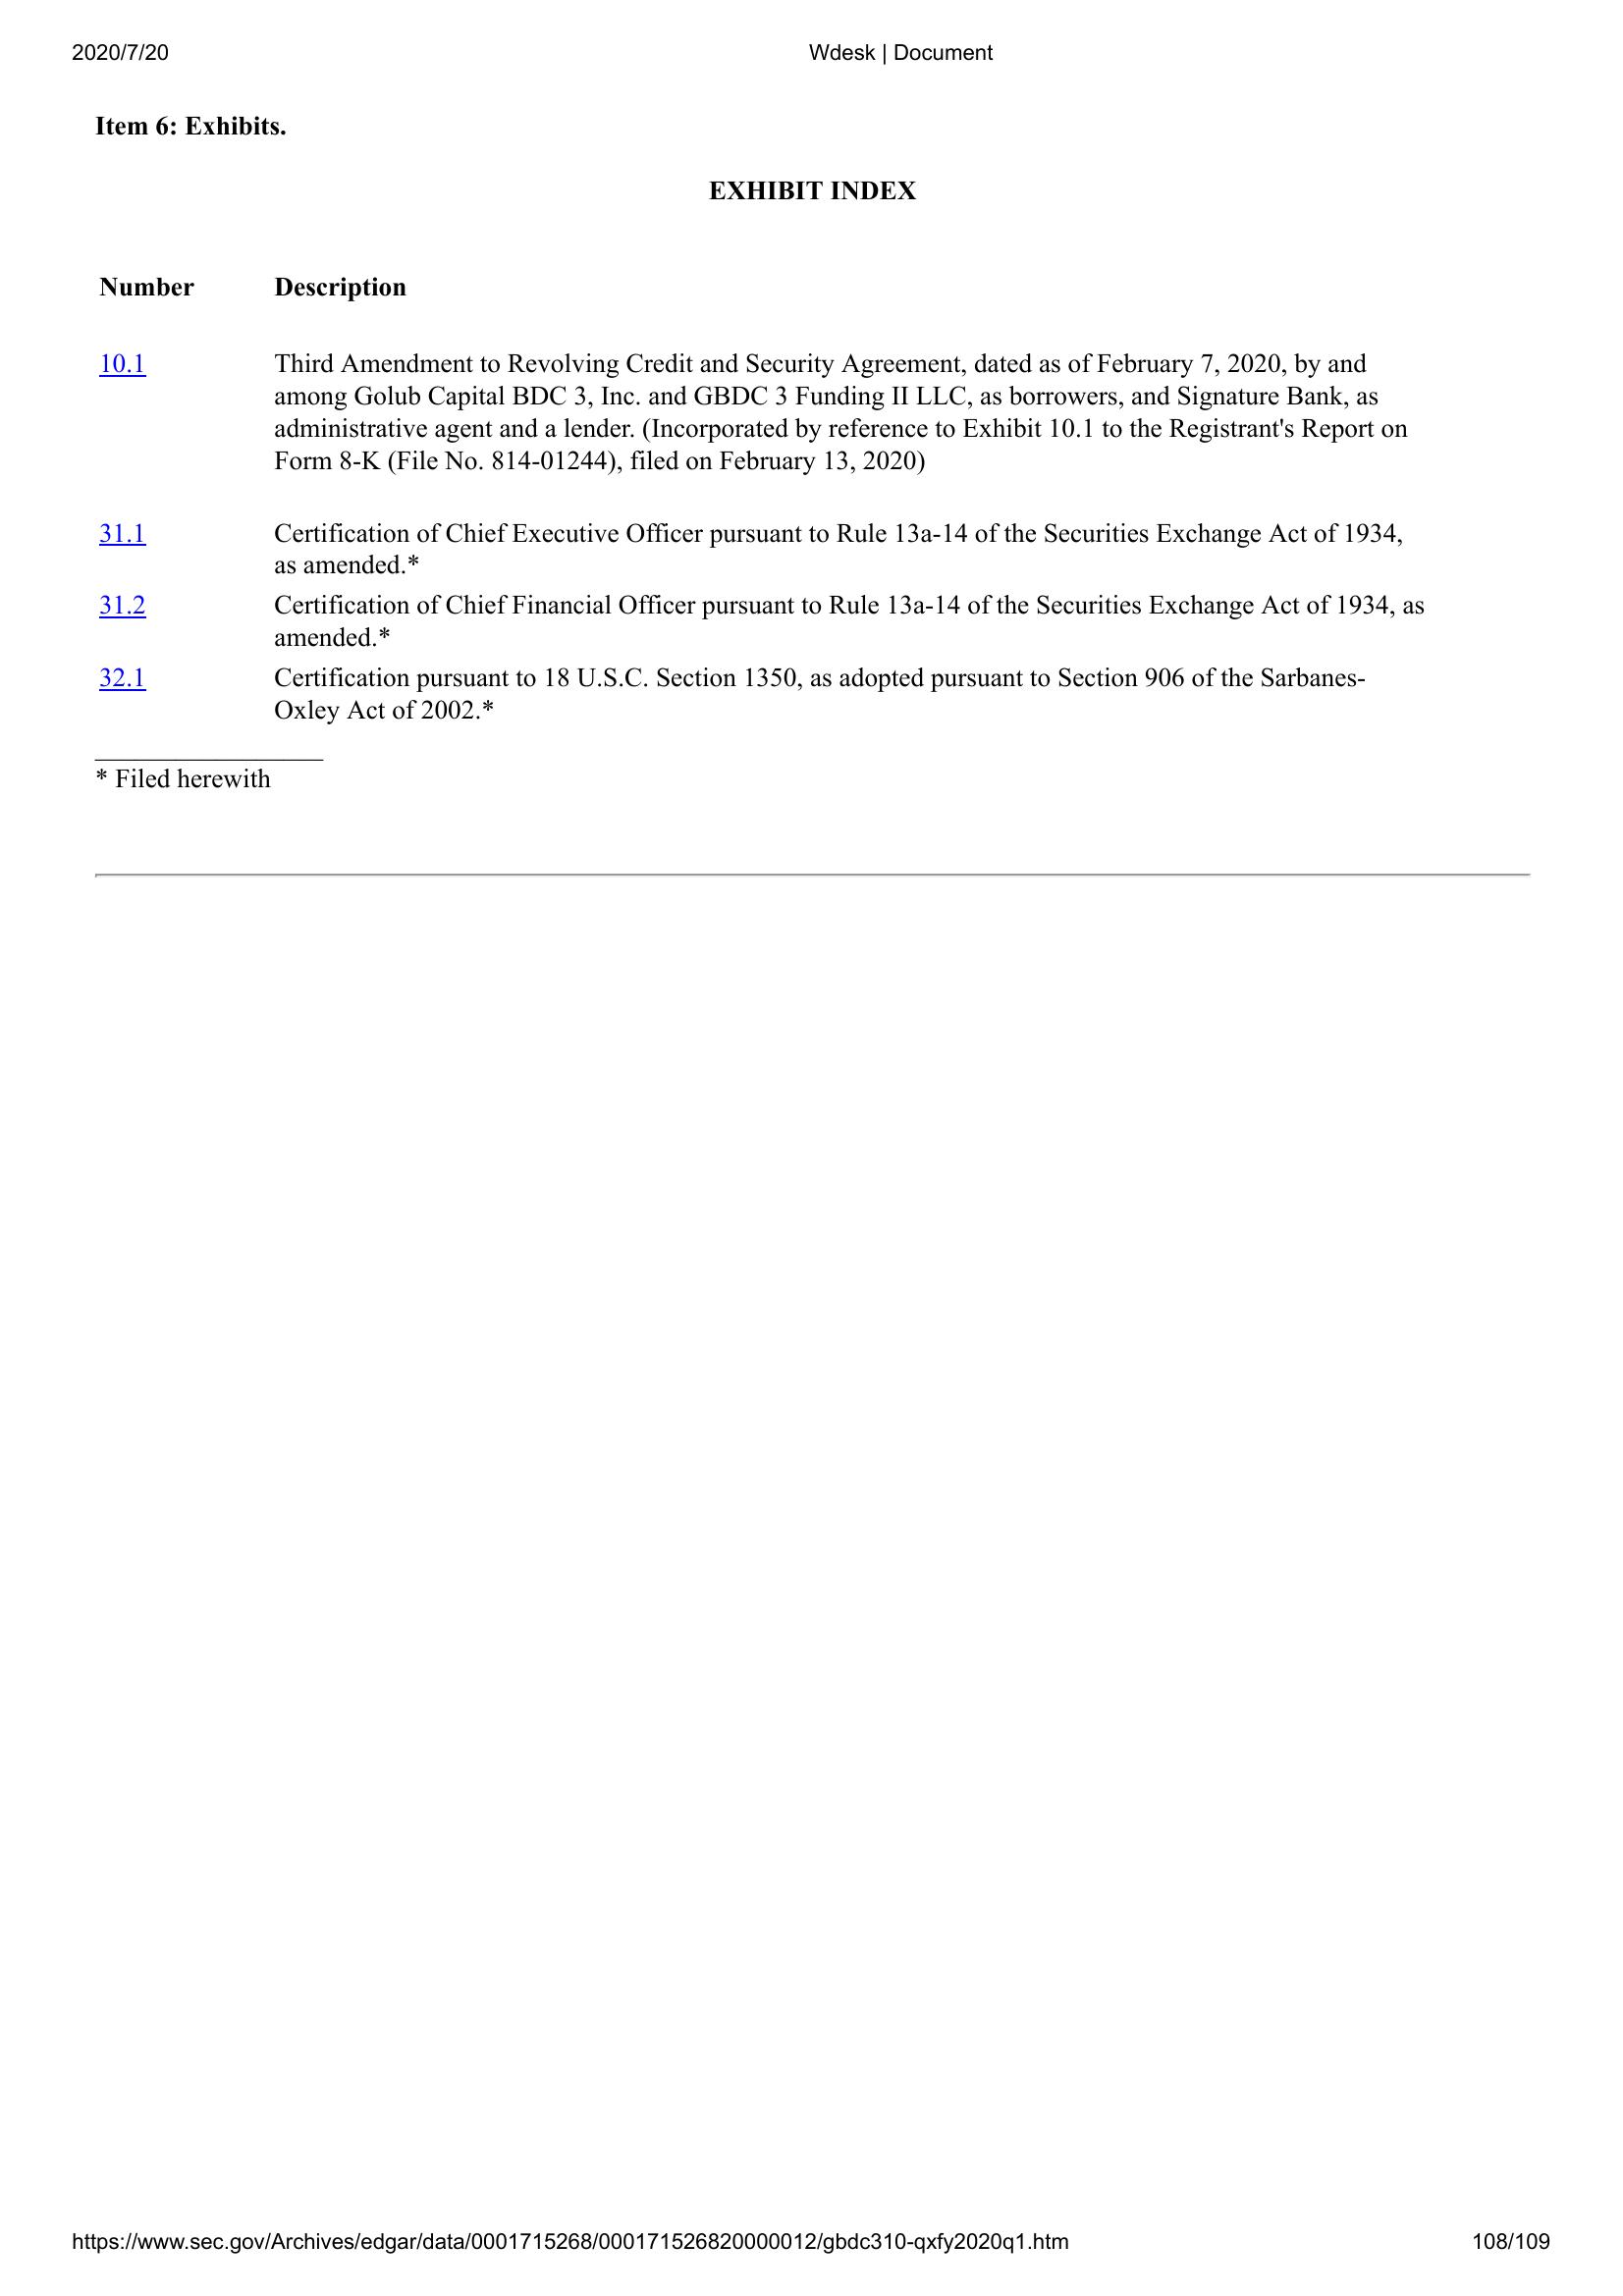 2020/7/20 Wdesk | Document
Item 6: Exhibits.
EXHIBIT INDEX
Number Description
10.1 Third Amendment to Revolving Credit and Security Agreement, dated as of February 7, 2020, by and
among Golub Capital BDC 3, Inc. and GBDC 3 Funding II LLC, as borrowers, and Signature Bank, as
administrative agent and a lender. (Incorporated by reference to Exhibit 10.1 to the Registrant's Report on
Form 8-K (File No. 814-01244), filed on February 13, 2020)
31.1 Certification of Chief Executive Officer pursuant to Rule 13a-14 of the Securities Exchange Act of 1934,
as amended.*
31.2 Certification of Chief Financial Officer pursuant to Rule 13a-14 of the Securities Exchange Act of 1934, as
amended.*
32.1 Certification pursuant to 18 U.S.C. Section 1350, as adopted pursuant to Section 906 of the Sarbanes-
Oxley Act of 2002.*
_________________
* Filed herewith
https://www.sec.gov/Archives/edgar/data/0001715268/000171526820000012/gbdc310-qxfy2020q1.htm 108/109